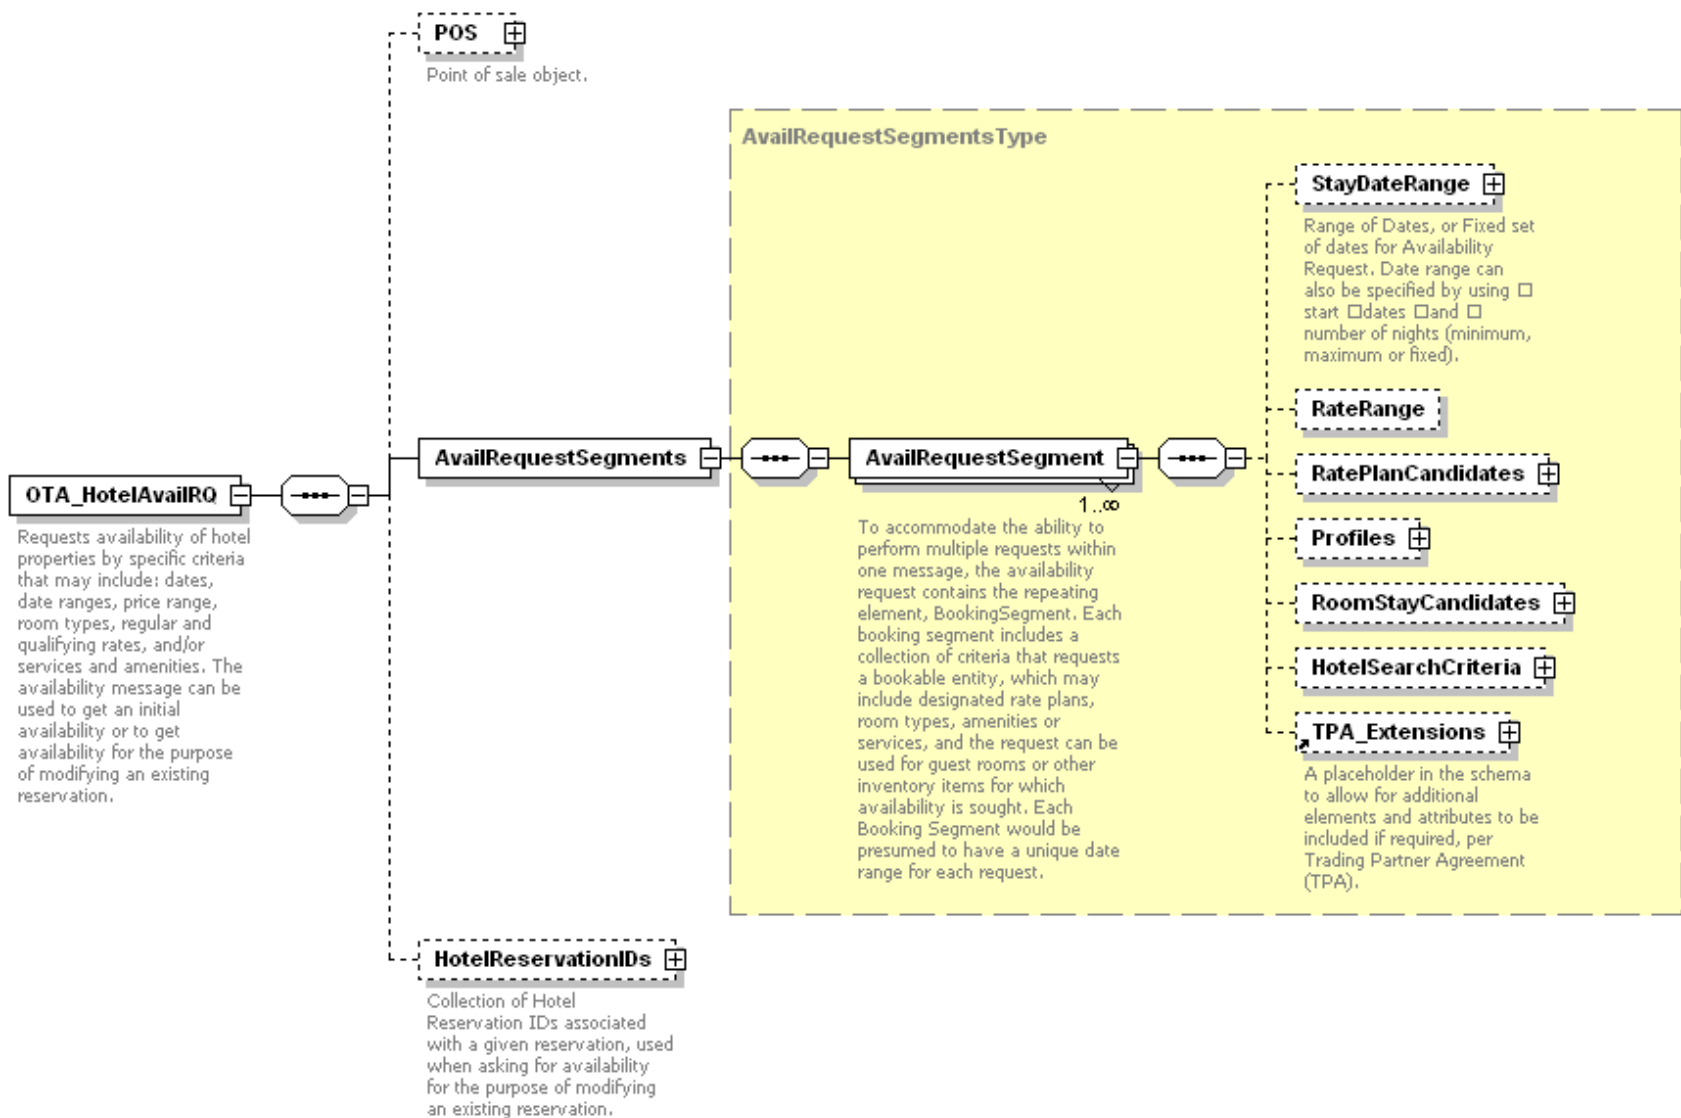 POS
Point of sale object.
AvailRequestSegmentsType
StayDateRange
Range of Dates, or Fixed set
of dates for Availability
Request. Date range can
also be specified by using □
start □dates □and □
number of nights (minimum,
maximum or fixed).
RateRange
AvailRequestSegments
AvailRequestSegment
1..∞
RatePlanCandidates
OTA_HotelAvailRQ
Requests availability of hotel
properties by specific criteria
that may include: dates,
date ranges, price range,
room types, regular and
qualifying rates, and/or
services and amenities. The
availability message can be
used to get an initial
availability or to get
availability for the purpose
of modifying an existing
reservation.
To accommodate the ability to
perform multiple requests within
one message, the availability
request contains the repeating
element, BookingSegment. Each
booking segment includes a
collection of criteria that requests
a bookable entity, which may
include designated rate plans,
room types, amenities or
services, and the request can be
used for guest rooms or other
inventory items for which
availability is sought. Each
Booking Segment would be
presumed to have a unique date
range for each request.
Profiles
RoomStayCandidates
HotelSearchCriteria
TPA_Extensions
A placeholder in the schema
to allow for additional
elements and attributes to be
included if required, per
Trading Partner Agreement
(TPA).
HotelReservationIDs
Collection of Hotel
Reservation IDs associated
with a given reservation, used
when asking for availability
for the purpose of modifying
an existing reservation.